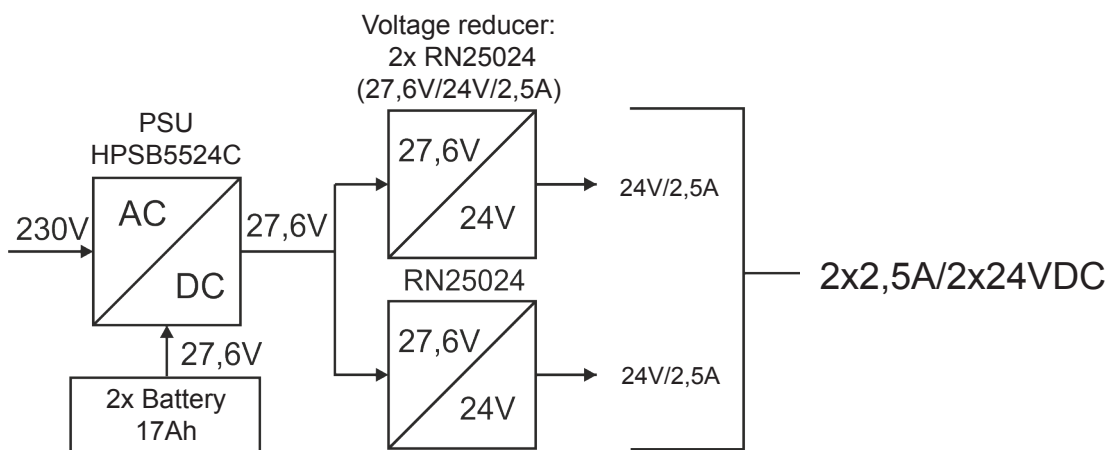 Voltage reducer:
2x RN25024
(27,6V/24V/2,5A)
PSU
HPSB5524C
230V
AC
DC
27,6V
27,6V
24V
24V/2,5A
RN25024
27,6V
24V
24V/2,5A
2x2,5A/2x24VDC
27,6V
2x Battery
17Ah